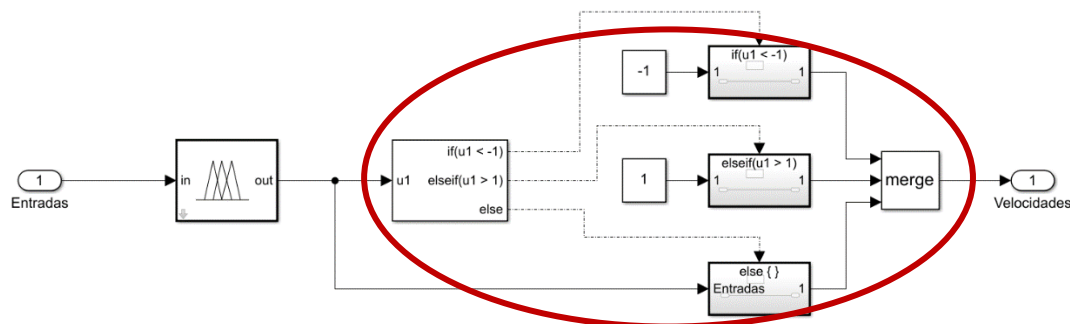 if(u1 < -1)
-1
1
1
if(u1 < -1)
1
in
out
u1
elseif(u1 > 1)
else
1
elseif(u1 > 1)
1
1
merge
1
Entradas
Velocidades
else { }
Entradas
1